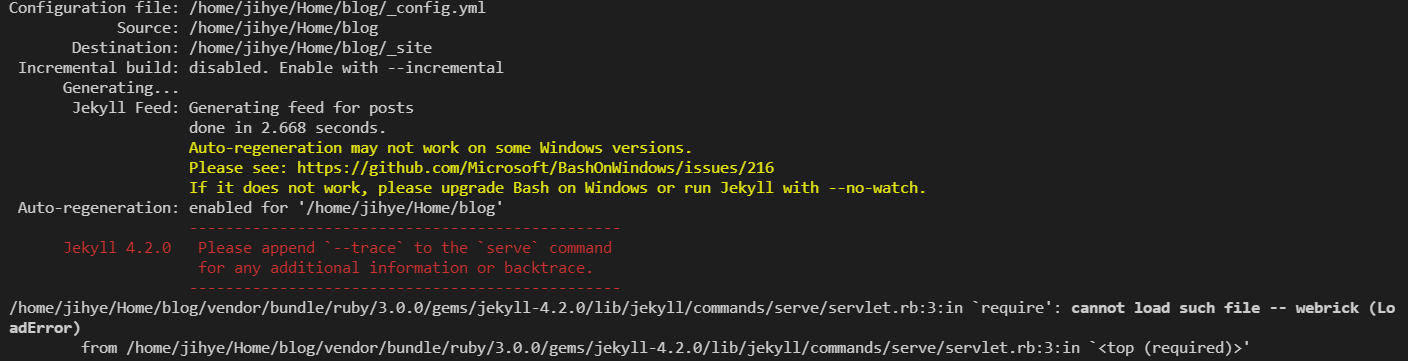 Configuration file: /home/jihye/Home/blog/_config.yml
Source: /home/jihye/Home/blog
Destination: /home/jihye/Home/blog/_site
Incremental build: disabled. Enable with --incremental
Generating...
Jekyll Feed: Generating feed for posts
done in 2.668 seconds.
Auto-regeneration may not work on some Windows versions.
Please see: https://github.com/Microsoft/BashOnWindows/issues/216
If it does not work, please upgrade Bash on Windows or run Jekyll with --no-watch.
Auto-regeneration: enabled for '/home/jihye/Home/blog'
------------------------------------------------
Jekyll 4.2.0 Please append `--trace` to the `serve` command
for any additional information or backtrace.
------------------------------------------------
/home/jihye/Home/blog/vendor/bundle/ruby/3.0.0/gems/jekyll-4.2.0/lib/jekyll/commands/serve/servlet.rb:3:in `require': cannot load such file -- webrick (Lo
adError)
from /home/jihye/Home/blog/vendor/bundle/ruby/3.0.0/gems/jekyll-4.2.0/lib/jekyll/commands/serve/servlet.rb:3:in `<top (required)>'